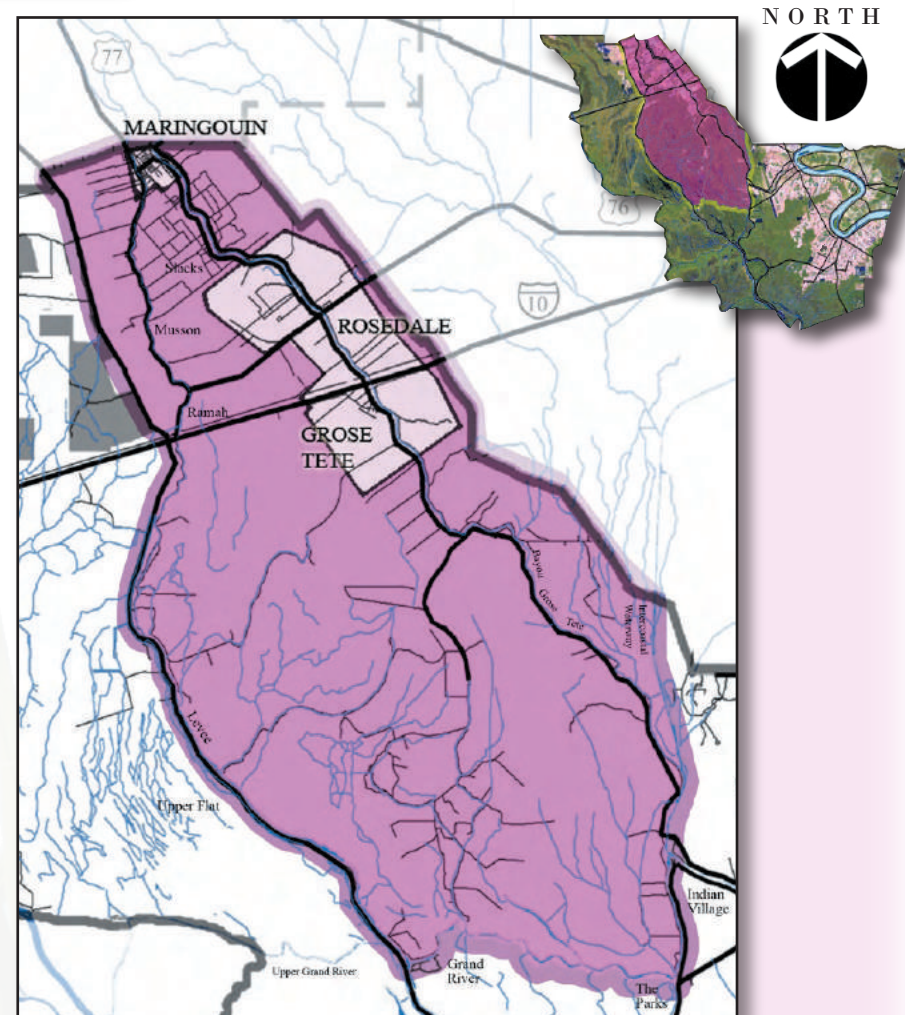 NORTH
77
MARINGOUIN
76
Slacks
10
Musson
ROSEDALE
Ramah
GROSE
TETE
Bayou
Grose
Tete
Intercoastal
Waterway
Levee
Upper Flat
Indian
Village
Upper Grand River
Grand
River
The
Parks